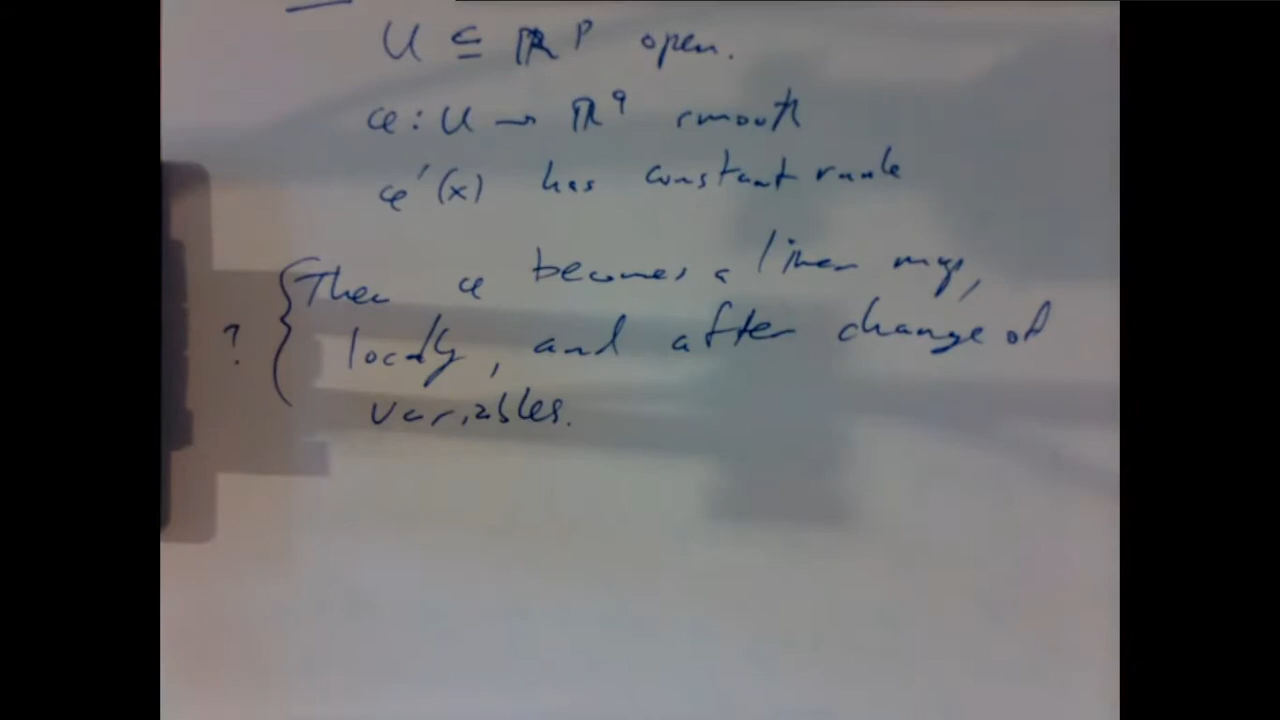 U ⊆ ℝ^p open.
φ : U → ℝ^q smooth
φ'(x) has constant rank
Then φ becomes a linear map,
? { locally, and after change of
variables.